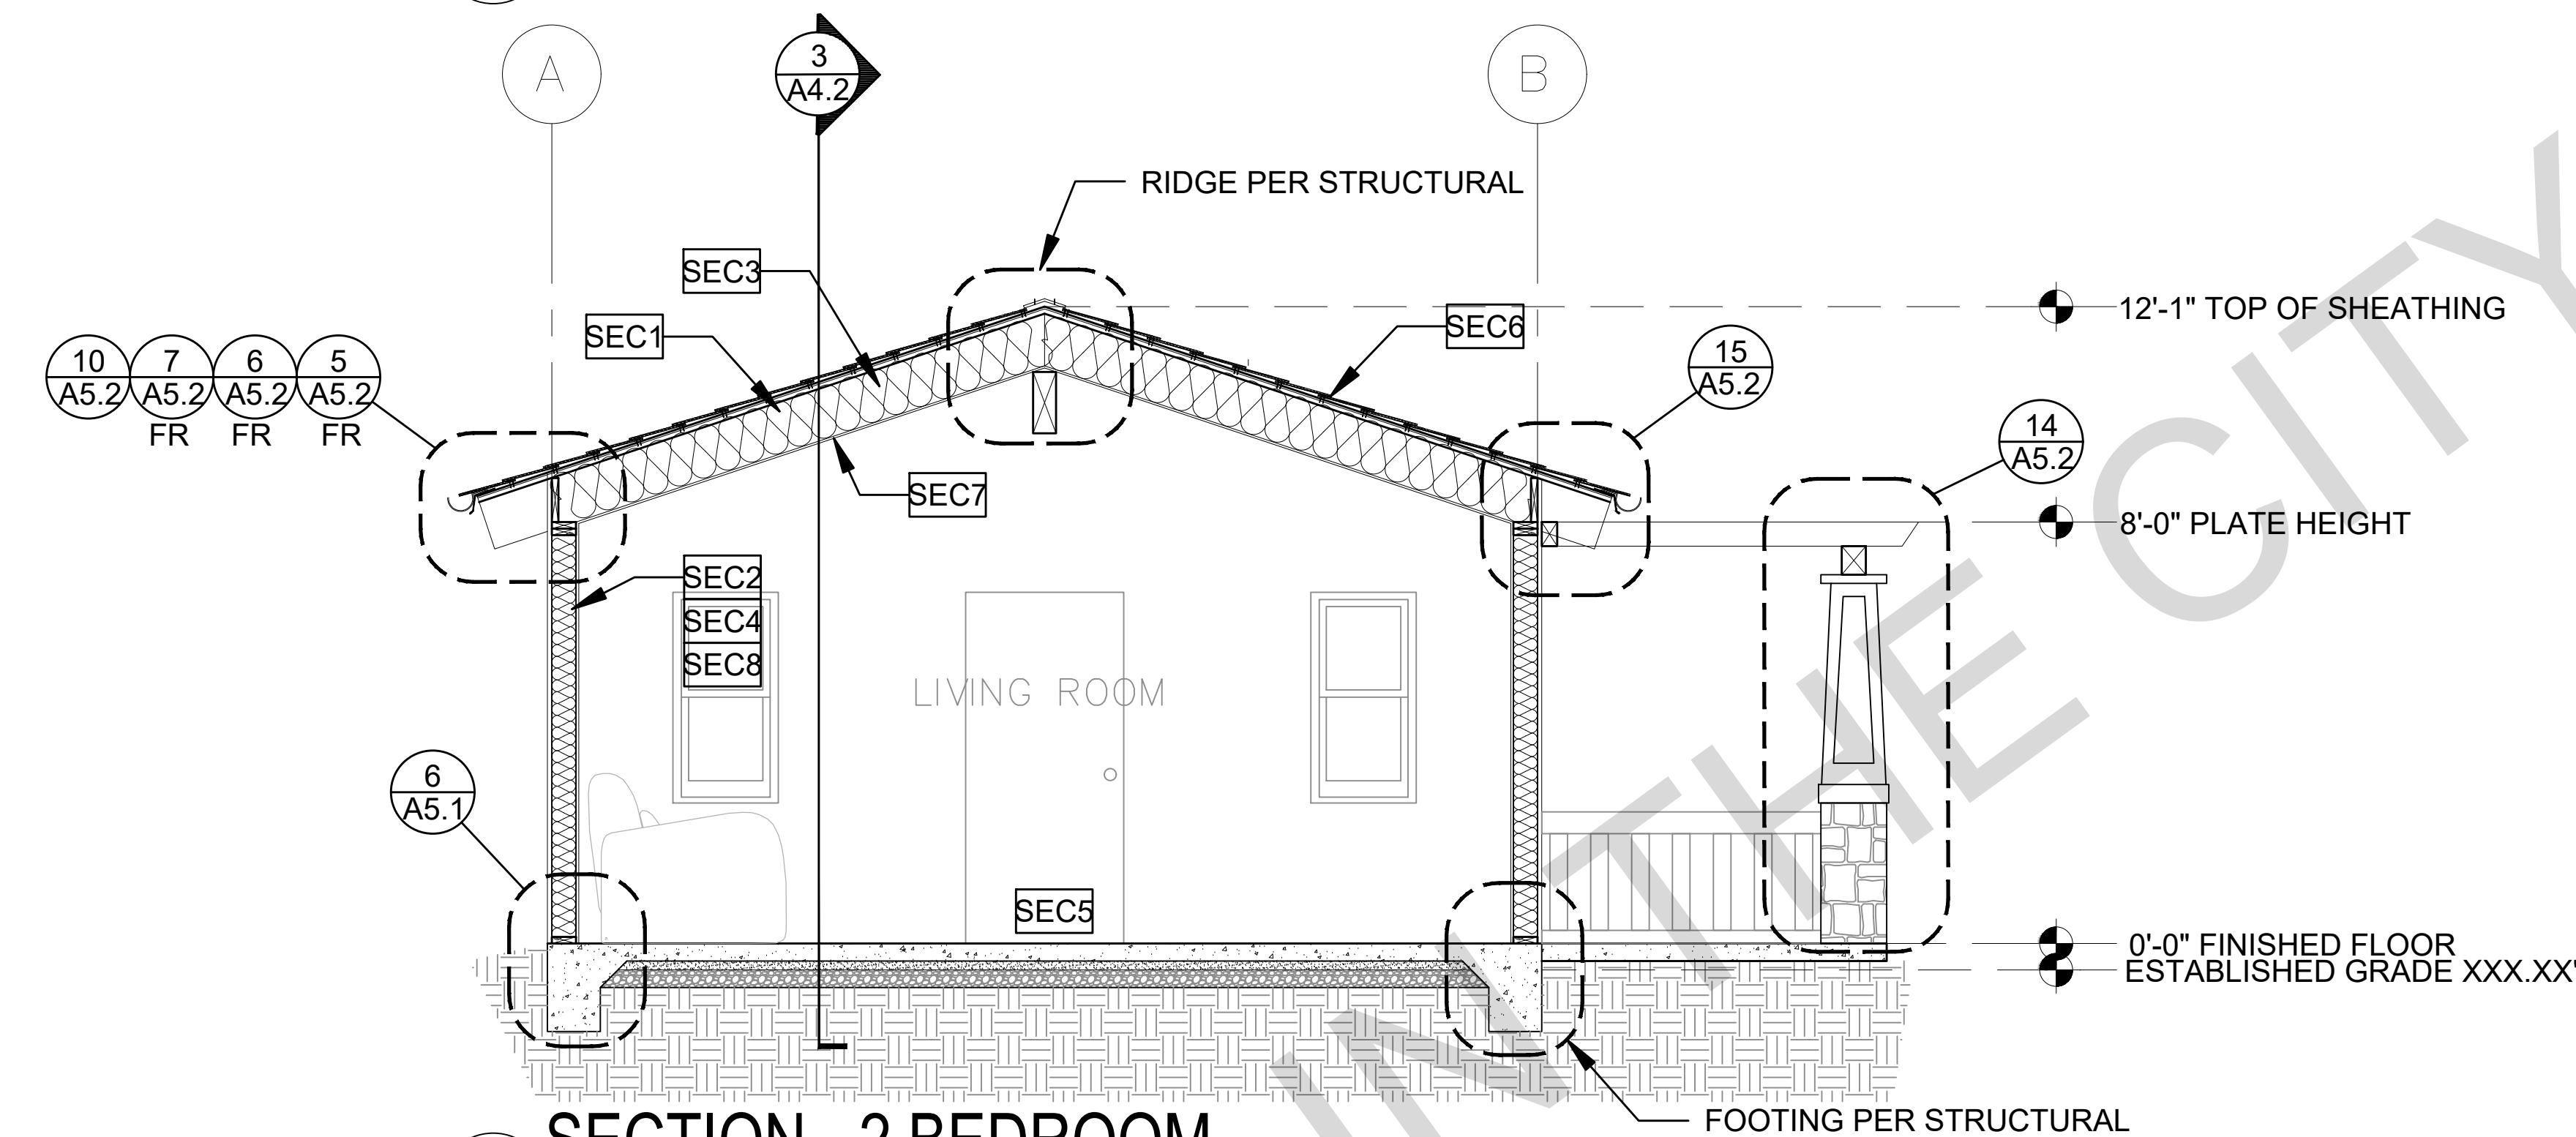 A
3
A4.2
B
RIDGE PER STRUCTURAL
SEC3
SEC1
SEC6
12'-1" TOP OF SHEATHING
10
A5.2
7
A5.2
FR
6
A5.2
FR
5
A5.2
FR
15
A5.2
14
A5.2
SEC7
8'-0" PLATE HEIGHT
SEC2
SEC4
SEC8
LIVING ROOM
6
A5.1
SEC5
0'-0" FINISHED FLOOR
ESTABLISHED GRADE XXX.XX'
FOOTING PER STRUCTURAL
SECTION - 2 BEDROOM
IN THE CITY